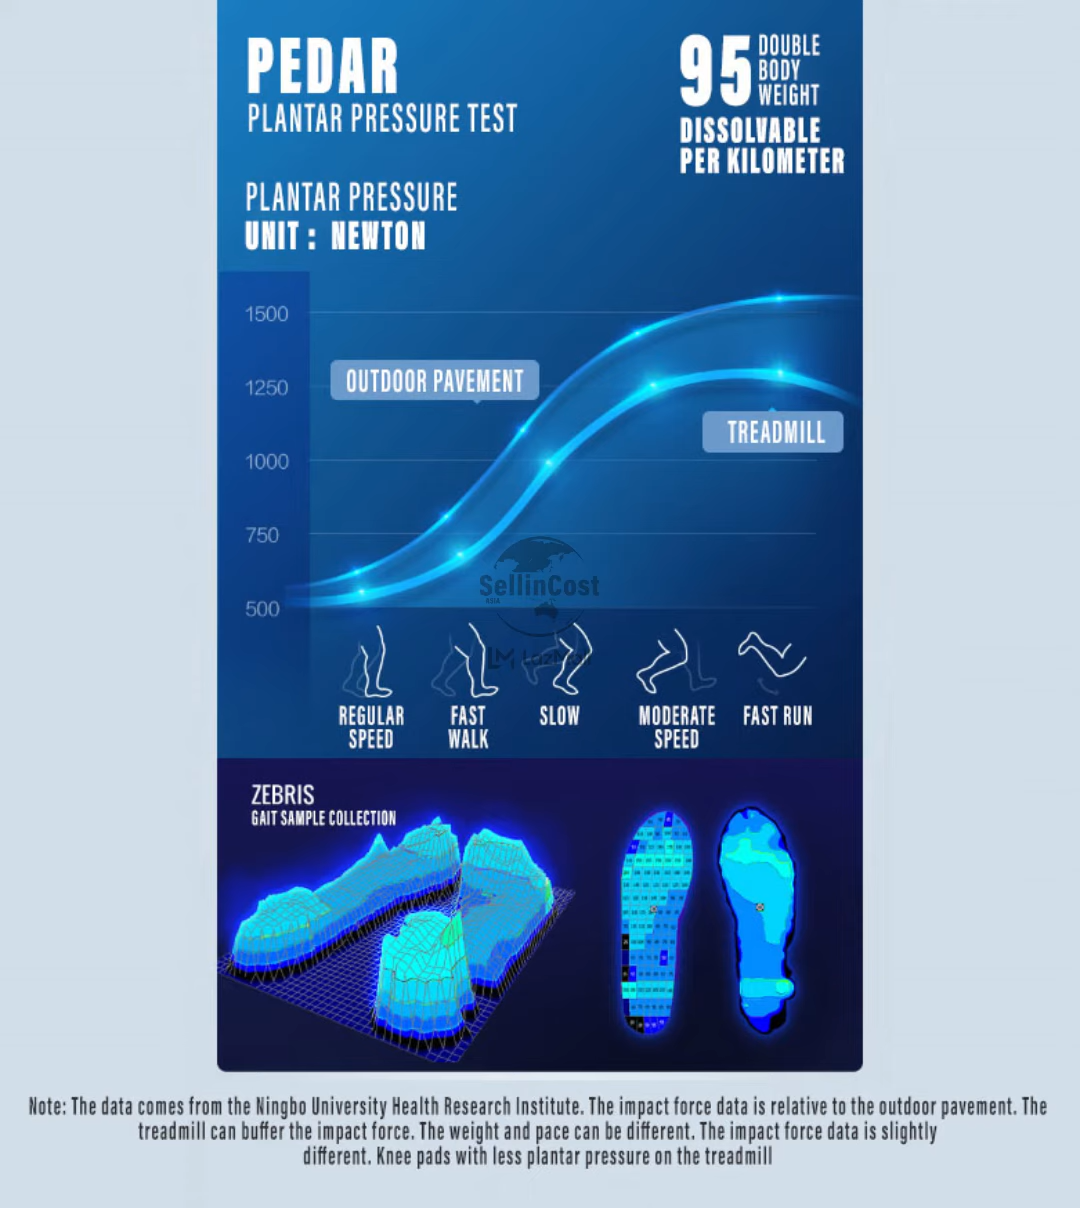 PEDAR
PLANTAR PRESSURE TEST
95 DOUBLE
BODY
WEIGHT
DISSOLVABLE
PER KILOMETER
PLANTAR PRESSURE
UNIT : NEWTON
1500
1250
1000
750
500
OUTDOOR PAVEMENT
TREADMILL
SellinCost
ASIA
LazMall
REGULAR
SPEED
FAST
WALK
SLOW
MODERATE
SPEED
FAST RUN
ZEBRIS
GAIT SAMPLE COLLECTION
Note: The data comes from the Ningbo University Health Research Institute. The impact force data is relative to the outdoor pavement. The
treadmill can buffer the impact force. The weight and pace can be different. The impact force data is slightly
different. Knee pads with less plantar pressure on the treadmill